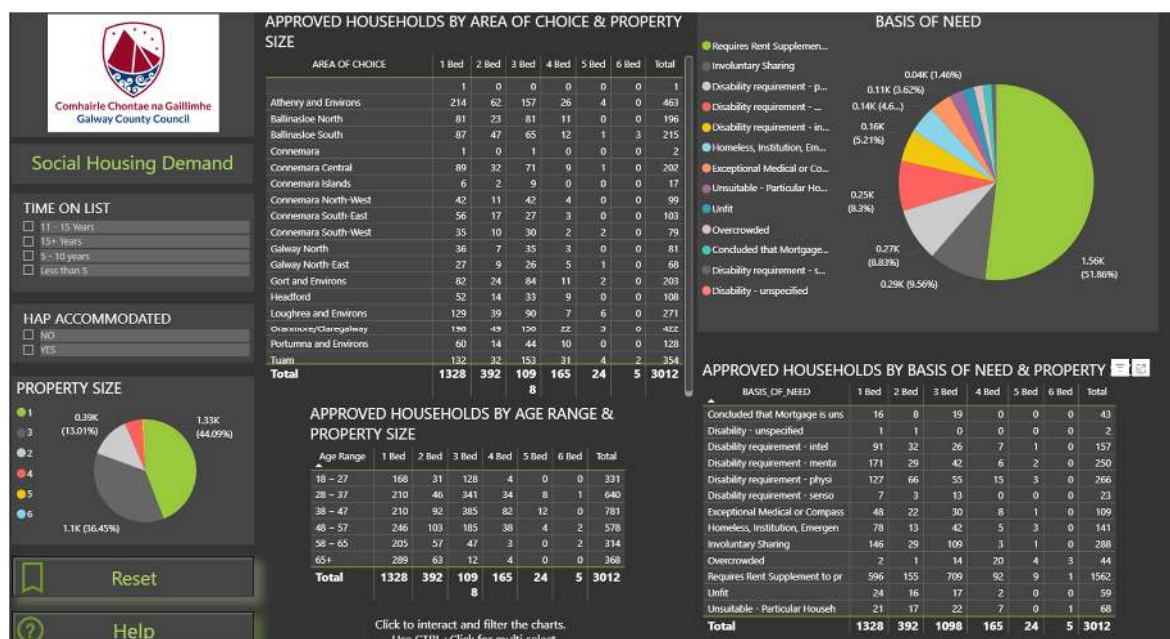 Comhairle Chontae na Gaillimhe
Galway County Council
Social Housing Demand
TIME ON LIST
11 - 15 Years
15+ Years
5 - 10 years
Less than 5
HAP ACCOMMODATED
NO
YES
PROPERTY SIZE
1
3
2
4
5
6
0.39K
(13.01%)
1.33K
(44.09%)
1.1K (36.45%)
Reset
Help
APPROVED HOUSEHOLDS BY AREA OF CHOICE & PROPERTY
SIZE
AREA OF CHOICE 1 Bed 2 Bed 3 Bed 4 Bed 5 Bed 6 Bed Total
1 0 0 0 0 0 1
Athenry and Environs 214 62 157 26 4 0 463
Ballinasloe North 81 23 81 11 0 0 196
Ballinasloe South 87 47 65 12 1 3 215
Connemara 1 0 1 0 0 0 2
Connemara Central 89 32 71 9 1 0 202
Connemara Islands 6 2 9 0 0 0 17
Connemara North-West 42 11 42 4 0 0 99
Connemara South-East 56 17 27 3 0 0 103
Connemara South-West 35 10 30 2 2 0 79
Galway North 36 7 35 3 0 0 81
Galway North-East 27 9 26 5 1 0 68
Gort and Environs 82 24 84 11 2 0 203
Headford 52 14 33 9 0 0 108
Loughrea and Environs 129 39 90 7 6 0 271
Oranmore/Claregalway 198 49 150 22 3 0 422
Portumna and Environs 60 14 44 10 0 0 128
Tuam 132 32 153 31 4 2 354
Total 1328 392 109 165 24 5 3012
8
APPROVED HOUSEHOLDS BY AGE RANGE &
PROPERTY SIZE
Age Range 1 Bed 2 Bed 3 Bed 4 Bed 5 Bed 6 Bed Total
18 – 27 168 31 128 4 0 0 331
28 – 37 210 46 341 34 8 1 640
38 – 47 210 92 385 82 12 0 781
48 – 57 246 103 185 38 4 2 578
58 – 65 205 57 47 3 0 2 314
65+ 289 63 12 4 0 0 368
Total 1328 392 109 165 24 5 3012
8
Click to interact and filter the charts.
Use CTRL+Click for multi select
BASIS OF NEED
Requires Rent Supplemen...
Involuntary Sharing
Disability requirement - p...
Disability requirement - ...
Disability requirement - in...
Homeless, Institution, Em...
Exceptional Medical or Co...
Unsuitable - Particular Ho...
Unfit
Overcrowded
Concluded that Mortgage...
Disability requirement - s...
Disability - unspecified
0.04K (1.46%)
0.11K (3.62%)
0.14K (4.6...)
0.16K
(5.21%)
0.25K
(8.3%)
0.27K
(8.83%)
0.29K (9.56%)
1.56K
(51.86%)
APPROVED HOUSEHOLDS BY BASIS OF NEED & PROPERTY
BASIS_OF_NEED 1 Bed 2 Bed 3 Bed 4 Bed 5 Bed 6 Bed Total
Concluded that Mortgage is uns 16 8 19 0 0 0 43
Disability - unspecified 1 1 0 0 0 0 2
Disability requirement - intel 91 32 26 7 1 0 157
Disability requirement - menta 171 29 42 6 2 0 250
Disability requirement - physi 127 66 55 15 3 0 266
Disability requirement - senso 7 3 13 0 0 0 23
Exceptional Medical or Compass 48 22 30 8 1 0 109
Homeless, Institution, Emergen 78 13 42 5 3 0 141
Involuntary Sharing 146 29 109 3 1 0 288
Overcrowded 2 1 14 20 4 3 44
Requires Rent Supplement to pr 596 155 709 92 9 1 1562
Unfit 24 16 17 2 0 0 59
Unsuitable - Particular Househ 21 17 22 7 0 1 68
Total 1328 392 1098 165 24 5 3012